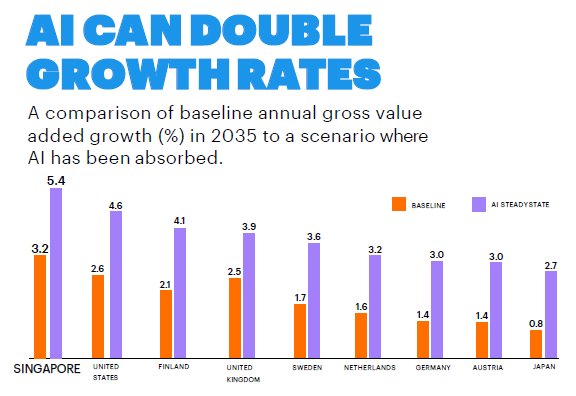 AI CAN DOUBLE
GROWTH RATES
A comparison of baseline annual gross value
added growth (%) in 2035 to a scenario where
AI has been absorbed.
5.4
4.6
4.1
3.9
3.6
3.2
3.0
3.0
2.7
BASELINE
AI STEADYSTATE
3.2
2.6
2.1
2.5
1.7
1.6
1.4
1.4
0.8
SINGAPORE
UNITED
STATES
FINLAND
UNITED
KINGDOM
SWEDEN
NETHERLANDS
GERMANY
AUSTRIA
JAPAN